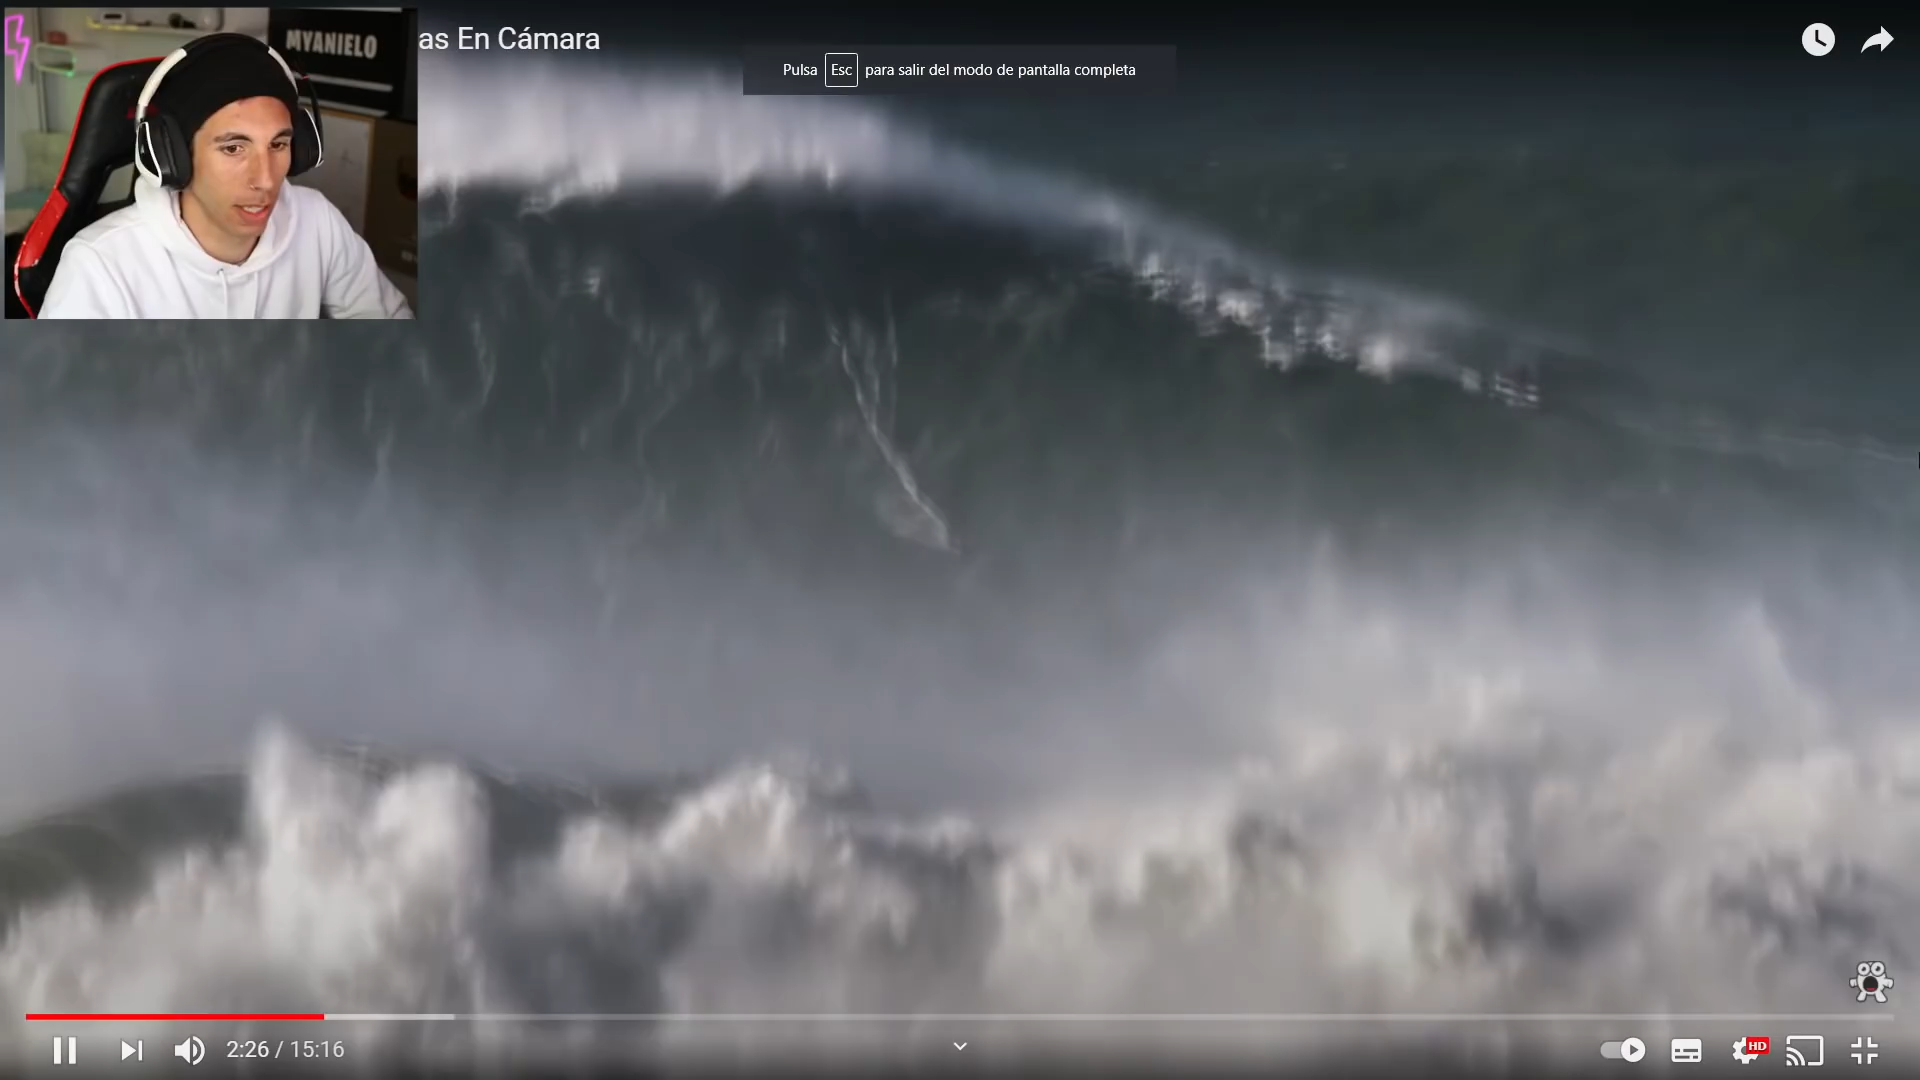 MYANIELO
as En Cámara
Pulsa Esc para salir del modo de pantalla completa
2:26 / 15:16
HD